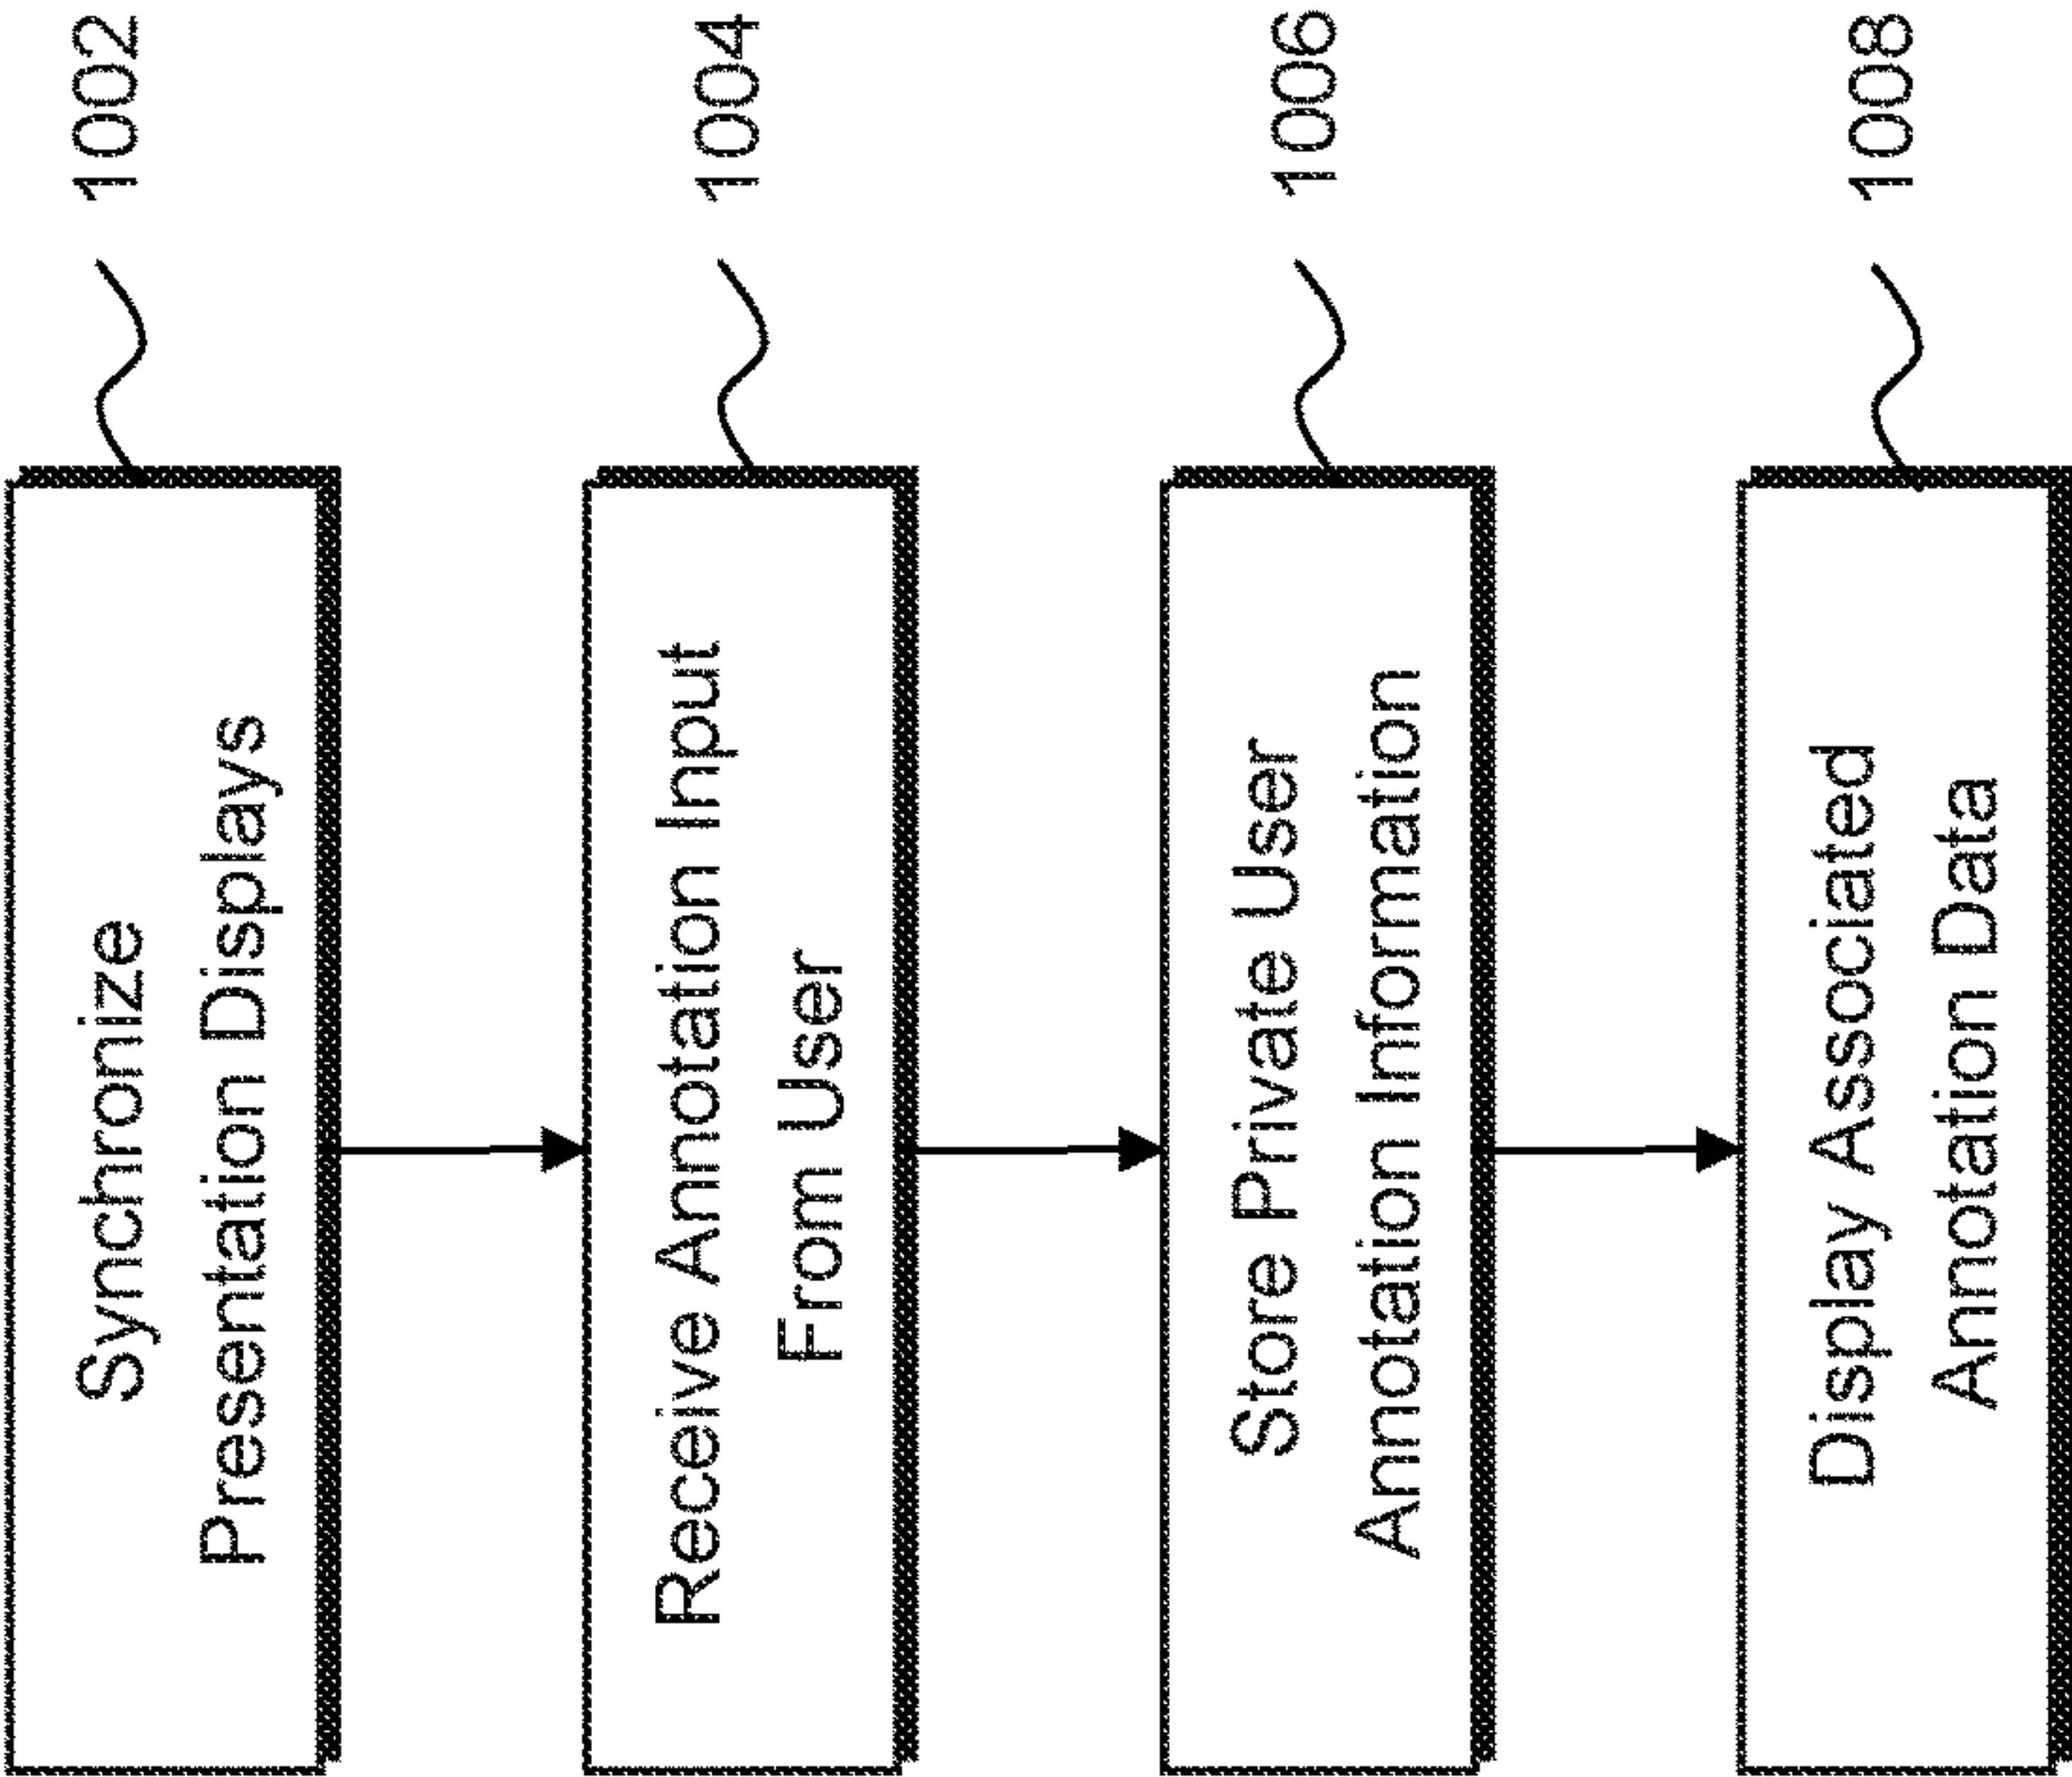 Synchronize
Presentation Displays
1002
Receive Annotation Input
From User
1004
Store Private User
Annotation Information
1006
Display Associated
Annotation Data
1008